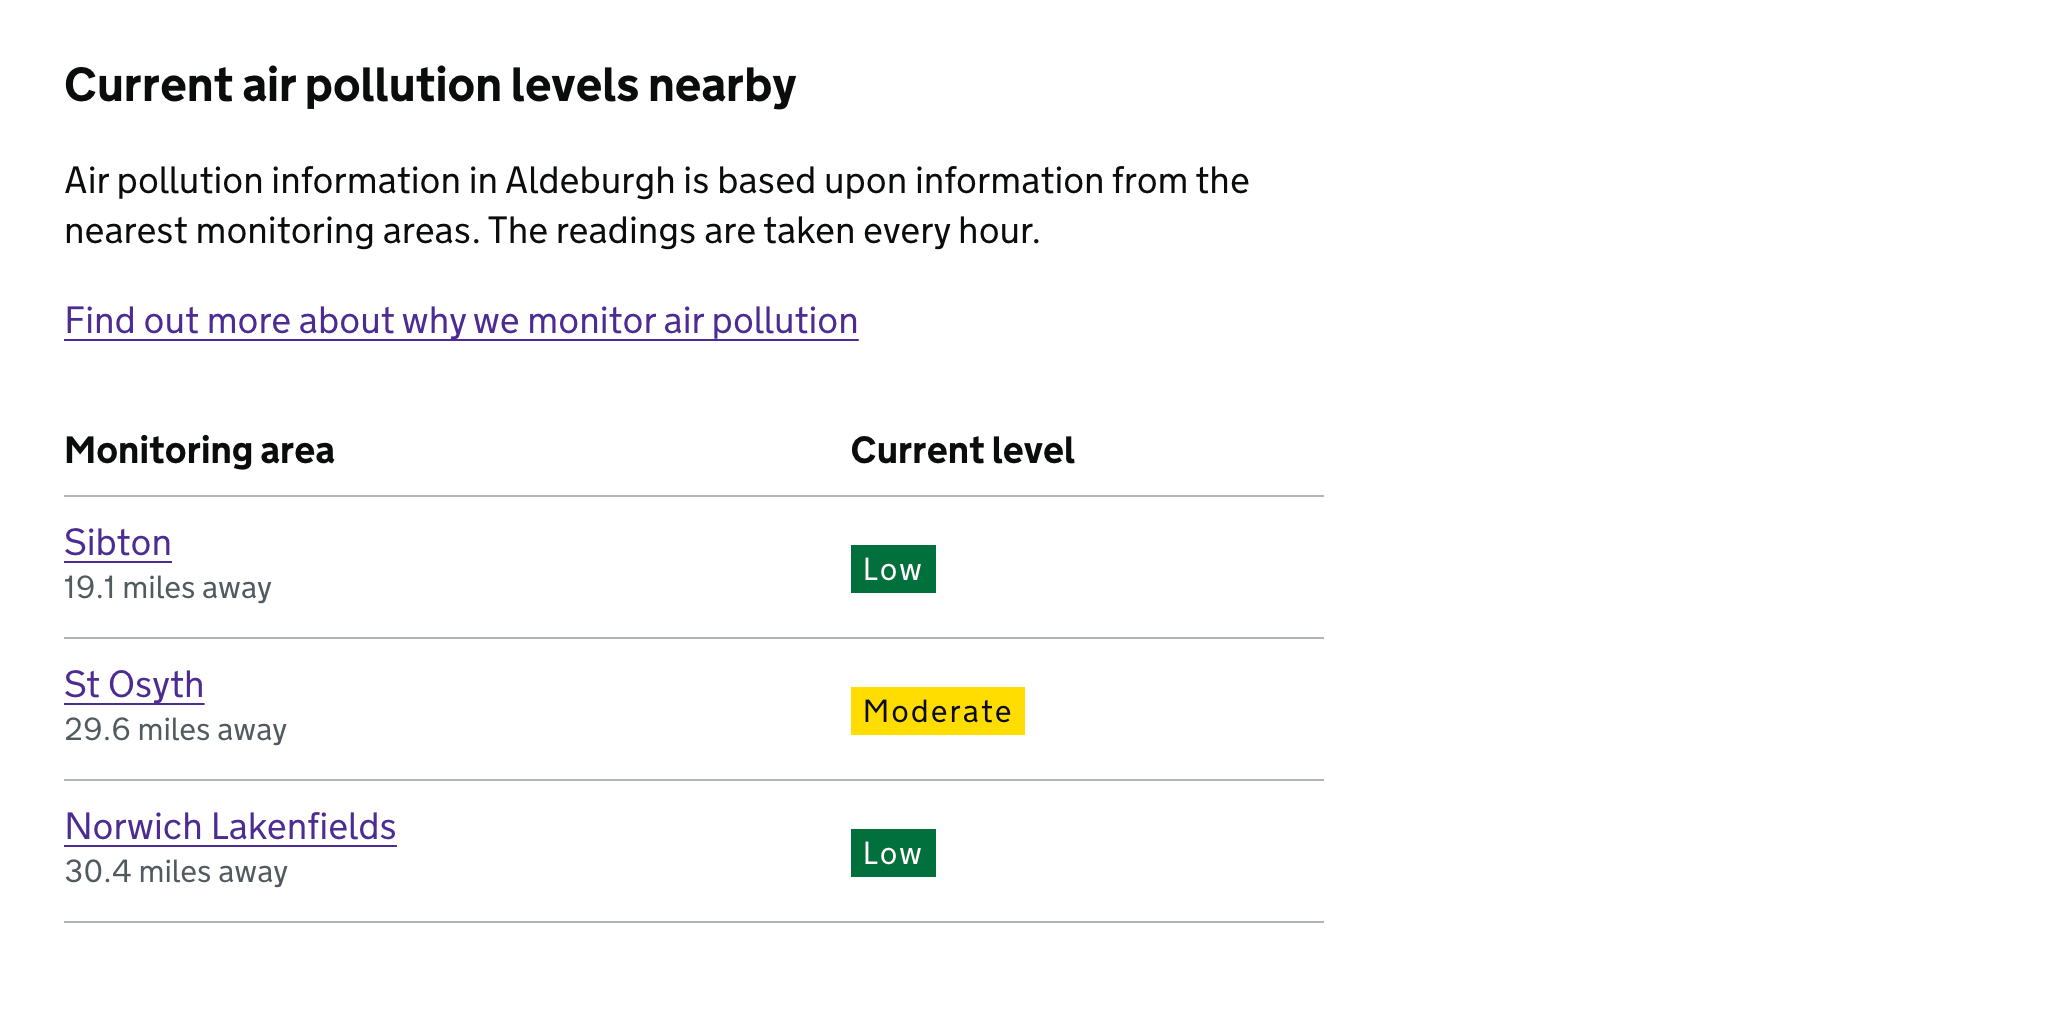 Current air pollution levels nearby
Air pollution information in Aldeburgh is based upon information from the
nearest monitoring areas. The readings are taken every hour.
Find out more about why we monitor air pollution
Monitoring area Current level
Sibton
19.1 miles away
Low
St Osyth
29.6 miles away
Moderate
Norwich Lakenfields
30.4 miles away
Low